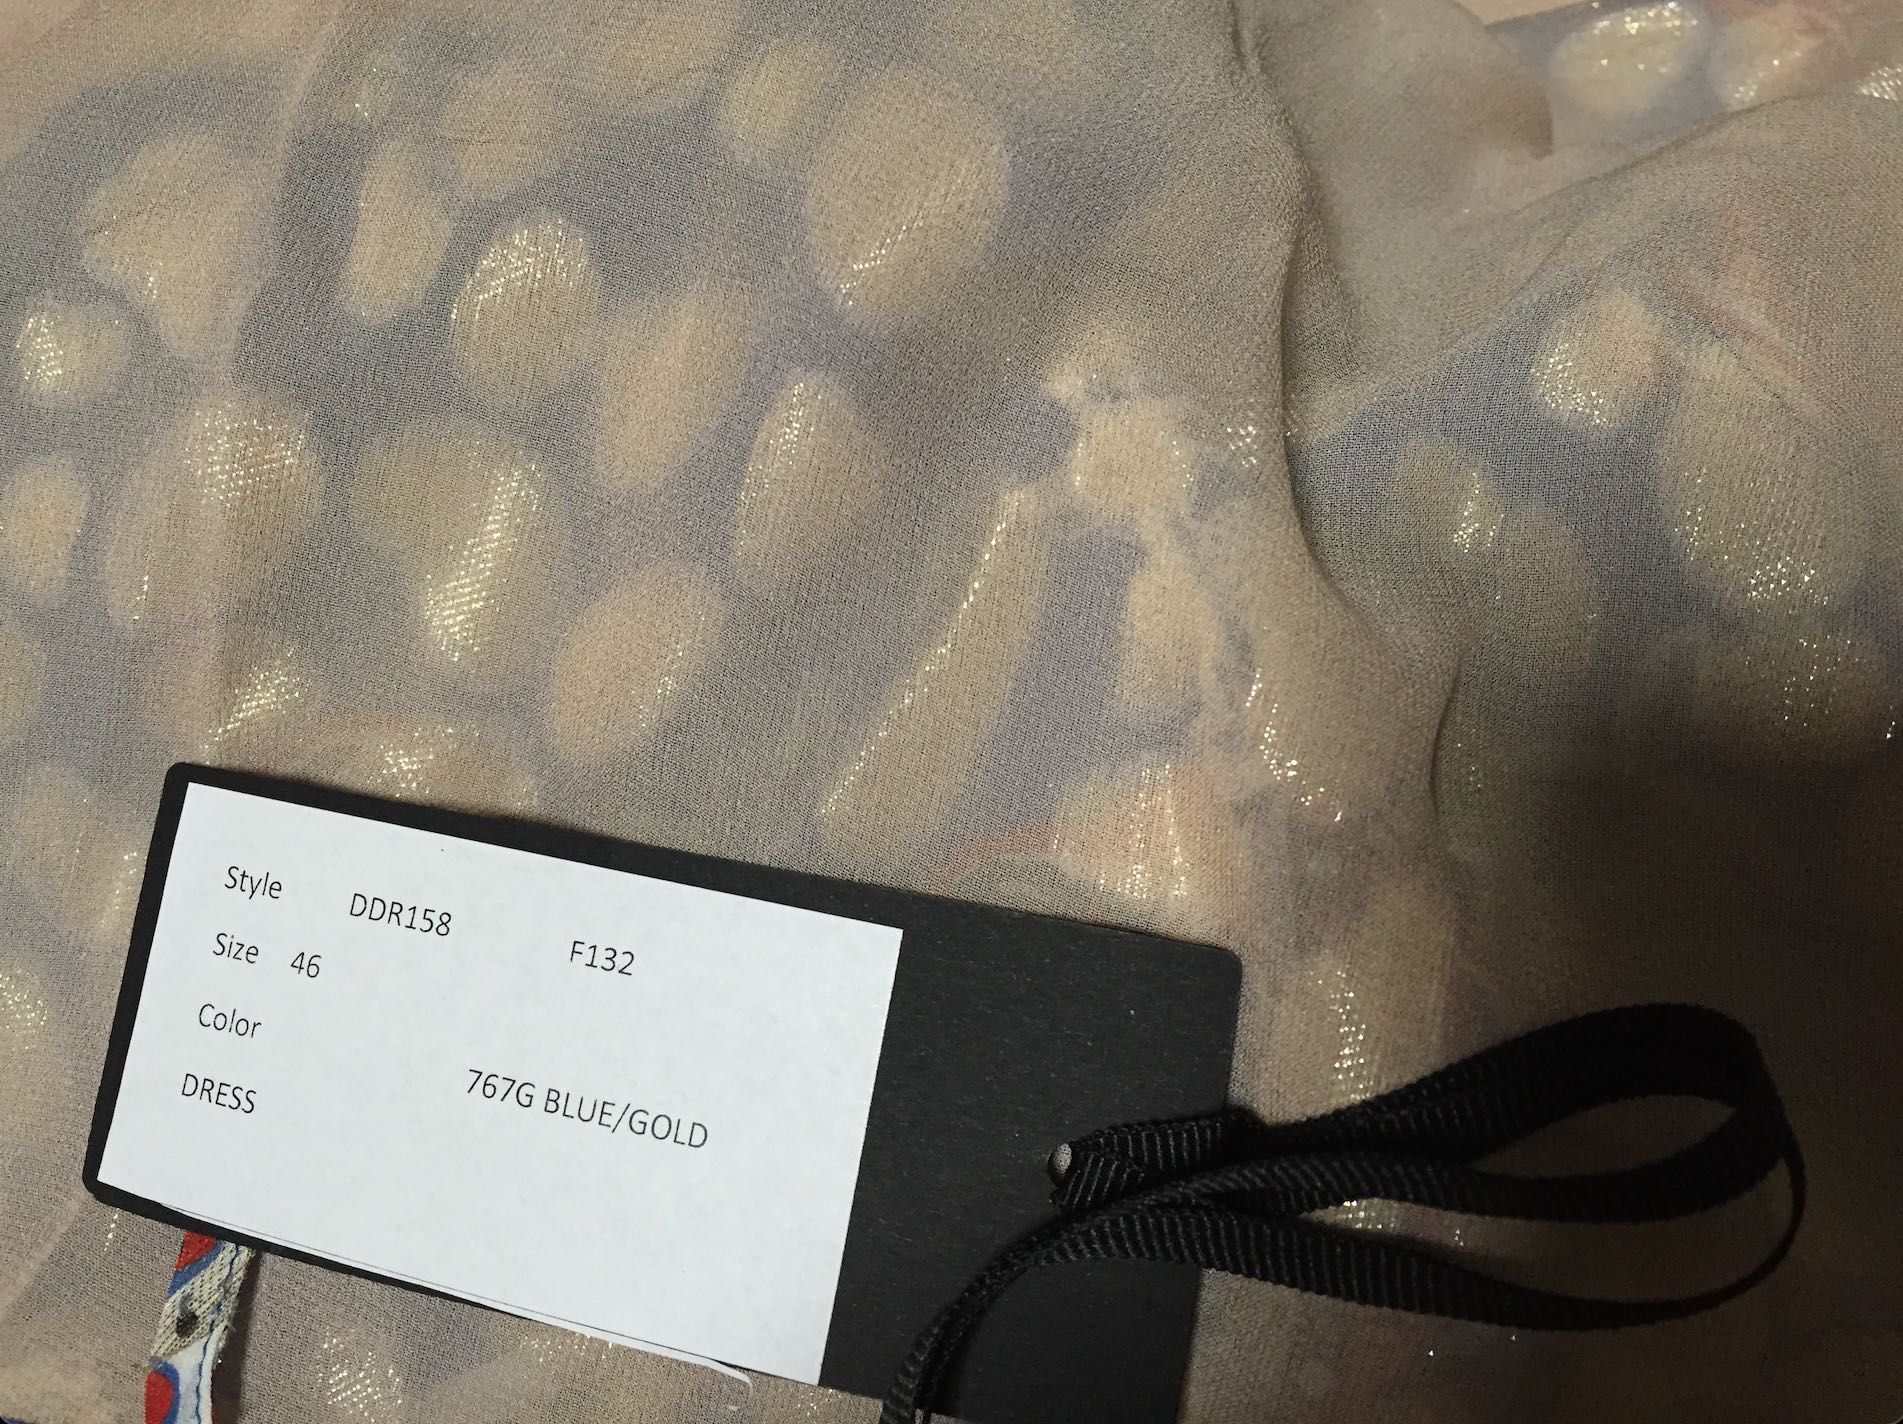 Style DDR158 F132
Size 46
Color 767G BLUE/GOLD
DRESS